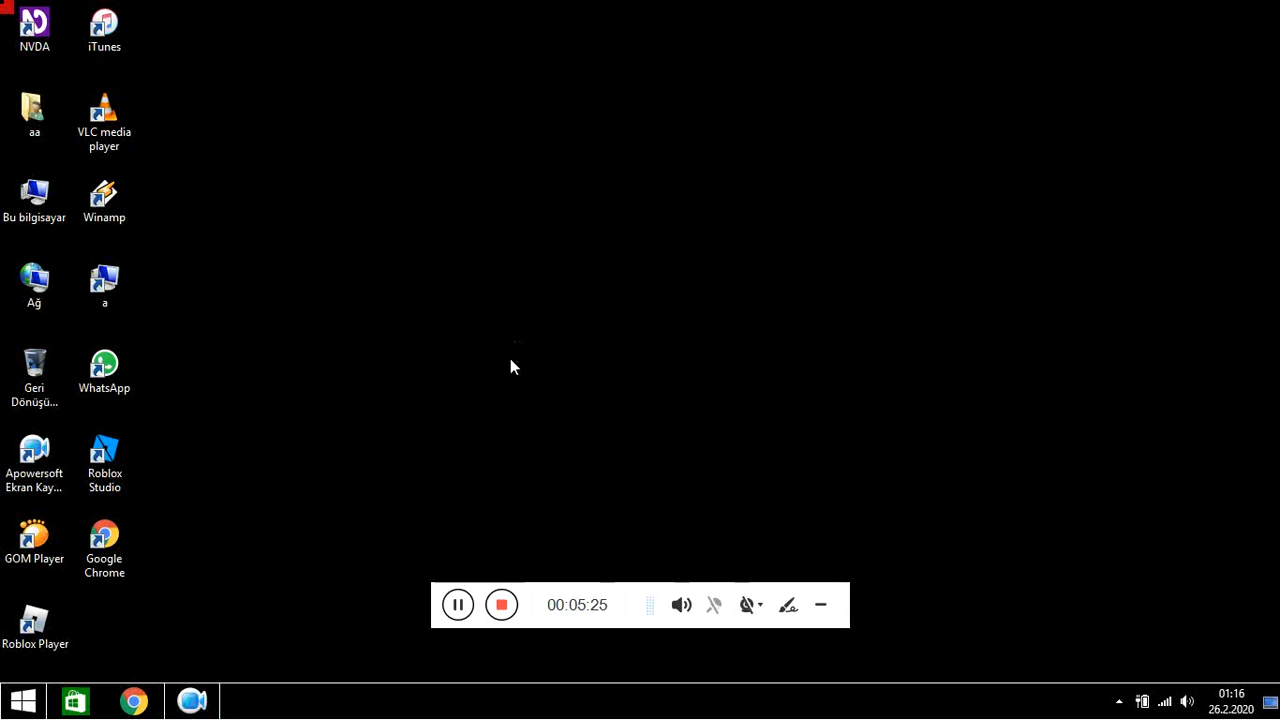 NVDA
iTunes
aa
VLC media
player
Bu bilgisayar
Winamp
Ağ
a
Geri
Dönüşü...
WhatsApp
Apowersoft
Ekran Kay...
Roblox
Studio
GOM Player
Google
Chrome
Roblox Player
00:05:25
01:16
26.2.2020